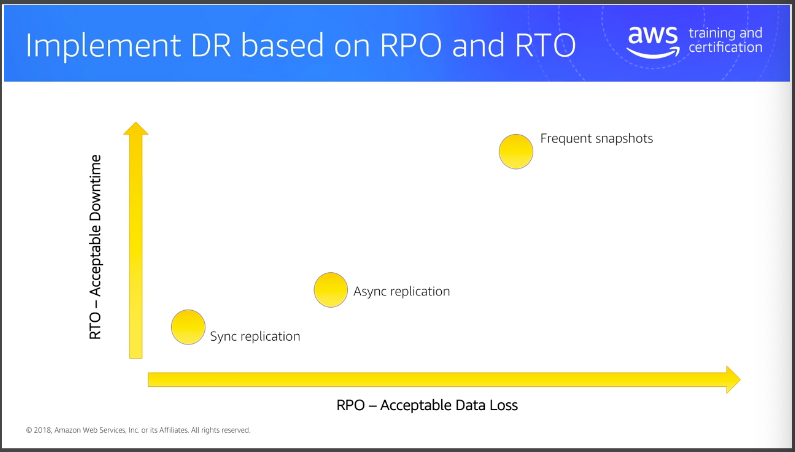 Implement DR based on RPO and RTO
aws training and
certification
Frequent snapshots
RTO – Acceptable Downtime
Async replication
Sync replication
RPO – Acceptable Data Loss
© 2018, Amazon Web Services, Inc. or its Affiliates. All rights reserved.